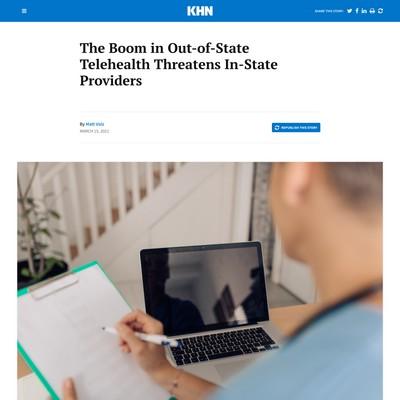 KHN
SHARE THIS STORY:
The Boom in Out-of-State
Telehealth Threatens In-State
Providers
By Matt Volz
MARCH 15, 2021
REPUBLISH THIS STORY